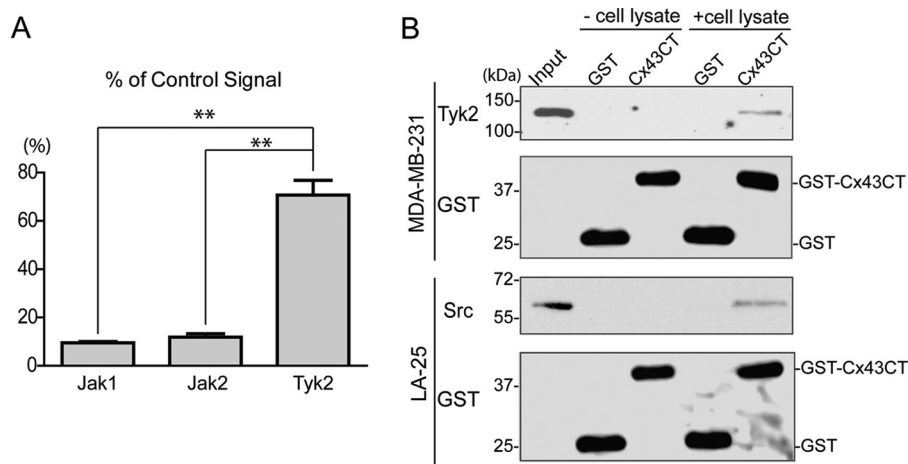 A
% of Control Signal
**
**
(%)
80
60
40
20
0
Jak1 Jak2 Tyk2
B
- cell lysate +cell lysate
(kDa) Input GST Cx43CT GST Cx43CT
MDA-MB-231
Tyk2
150-
100-
GST
37-
25-
-GST-Cx43CT
-GST
LA-25
Src
72-
55-
GST
37-
25-
-GST-Cx43CT
-GST